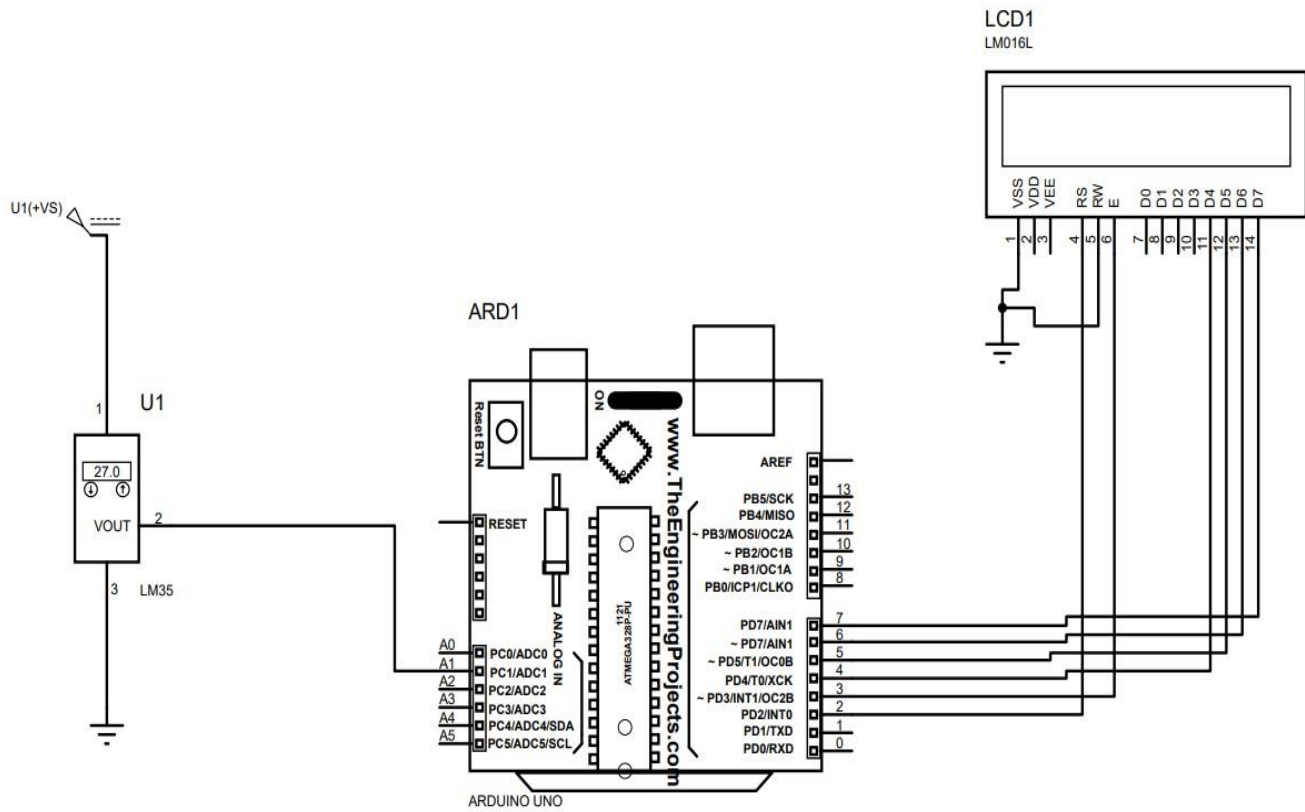 LCD1
LM016L
VSS
VDD
VEE
RS
RW
E
D0
D1
D2
D3
D4
D5
D6
D7
1
2
3
4
5
6
7
8
9
10
11
12
13
14
U1(+VS)
1
U1
27.0
VOUT
2
3
LM35
ARD1
Reset BTN
ON
www.TheEngineeringProjects.com
RESET
ANALOG IN
1121
ATMEGA328P-PU
A0 PC0/ADC0
A1 PC1/ADC1
A2 PC2/ADC2
A3 PC3/ADC3
A4 PC4/ADC4/SDA
A5 PC5/ADC5/SCL
AREF
PB5/SCK 13
PB4/MISO 12
~ PB3/MOSI/OC2A 11
~ PB2/OC1B 10
~ PB1/OC1A 9
PB0/ICP1/CLKO 8
PD7/AIN1 7
~ PD7/AIN1 6
~ PD5/T1/OC0B 5
PD4/T0/XCK 4
~ PD3/INT1/OC2B 3
PD2/INT0 2
PD1/TXD 1
PD0/RXD 0
ARDUINO UNO